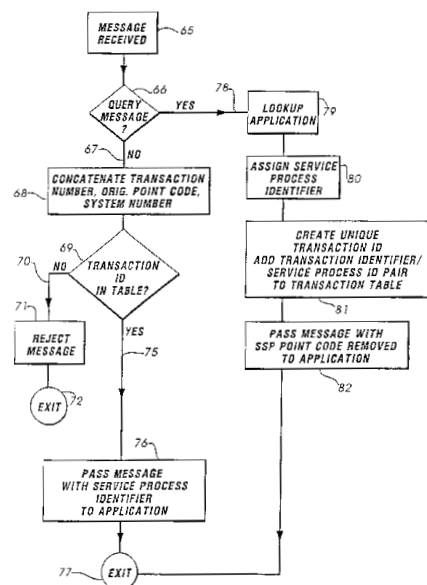 MESSAGE
RECEIVED
65
66
QUERY
MESSAGE
?
YES
78
LOOKUP
APPLICATION
79
67
NO
ASSIGN SERVICE
PROCESS
IDENTIFIER
80
68
CONCATENATE TRANSACTION
NUMBER, ORIG. POINT CODE,
SYSTEM NUMBER
69
TRANSACTION
ID
IN TABLE?
70
NO
CREATE UNIQUE
TRANSACTION ID
ADD TRANSACTION IDENTIFIER/
SERVICE PROCESS ID PAIR
TO TRANSACTION TABLE
81
71
REJECT
MESSAGE
YES
75
PASS MESSAGE WITH
SSP POINT CODE REMOVED
TO APPLICATION
82
EXIT
72
76
PASS MESSAGE
WITH SERVICE PROCESS
IDENTIFIER
TO APPLICATION
77
EXIT